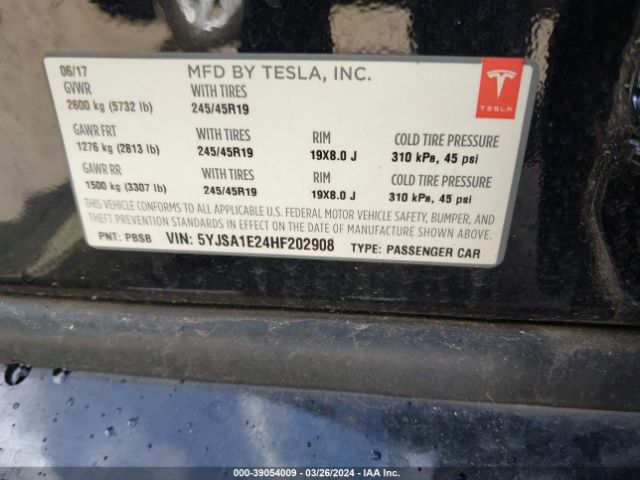 06/17 MFD BY TESLA, INC.
GVWR WITH TIRES
2600 kg (5732 lb) 245/45R19
TESLA
GAWR FRT WITH TIRES RIM COLD TIRE PRESSURE
1276 kg (2813 lb) 245/45R19 19X8.0 J 310 kPa, 45 psi
GAWR RR WITH TIRES RIM COLD TIRE PRESSURE
1500 kg (3307 lb) 245/45R19 19X8.0 J 310 kPa, 45 psi
THIS VEHICLE CONFORMS TO ALL APPLICABLE U.S. FEDERAL MOTOR VEHICLE SAFETY, BUMPER, AND
THEFT PREVENTION STANDARDS IN EFFECT ON THE DATE OF MANUFACTURE SHOWN ABOVE.
PNT: PBSB VIN: 5YJSA1E24HF202908 TYPE: PASSENGER CAR
000-39054009 — 03/26/2024 — IAA Inc.